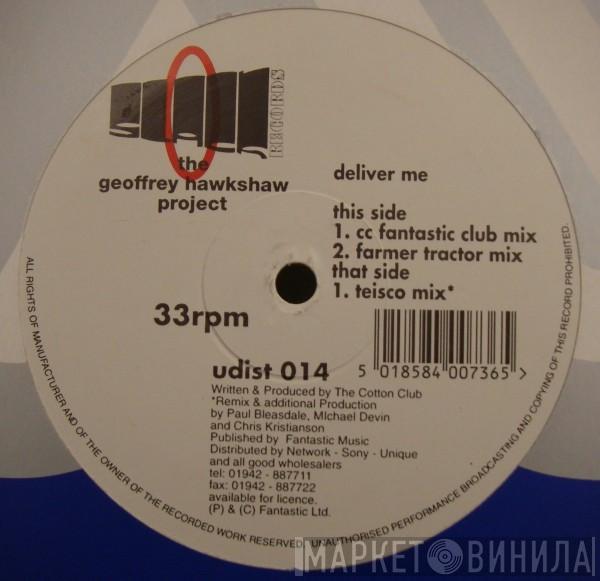 RECORDS
the
geoffrey hawkshaw
project
deliver me
this side
1. cc fantastic club mix
2. farmer tractor mix
that side
1. teisco mix*
33rpm
5 018584 007365 >
udist 014
Written & Produced by The Cotton Club
*Remix & additional Production
by Paul Bleasdale, MIchael Devin
and Chris Kristianson
Published by Fantastic Music
Distributed by Network - Sony - Unique
and all good wholesalers
tel: 01942 - 887711
fax: 01942 - 887722
available for licence.
(P) & (C) Fantastic Ltd.
ALL RIGHTS OF MANUFACTURER AND OF THE OWNER OF THE RECORDED WORK RESERVED. UNAUTHORISED PERFORMANCE BROADCASTING AND COPYING OF THIS RECORD PROHIBITED.
МАРКЕТ ВИНИЛА